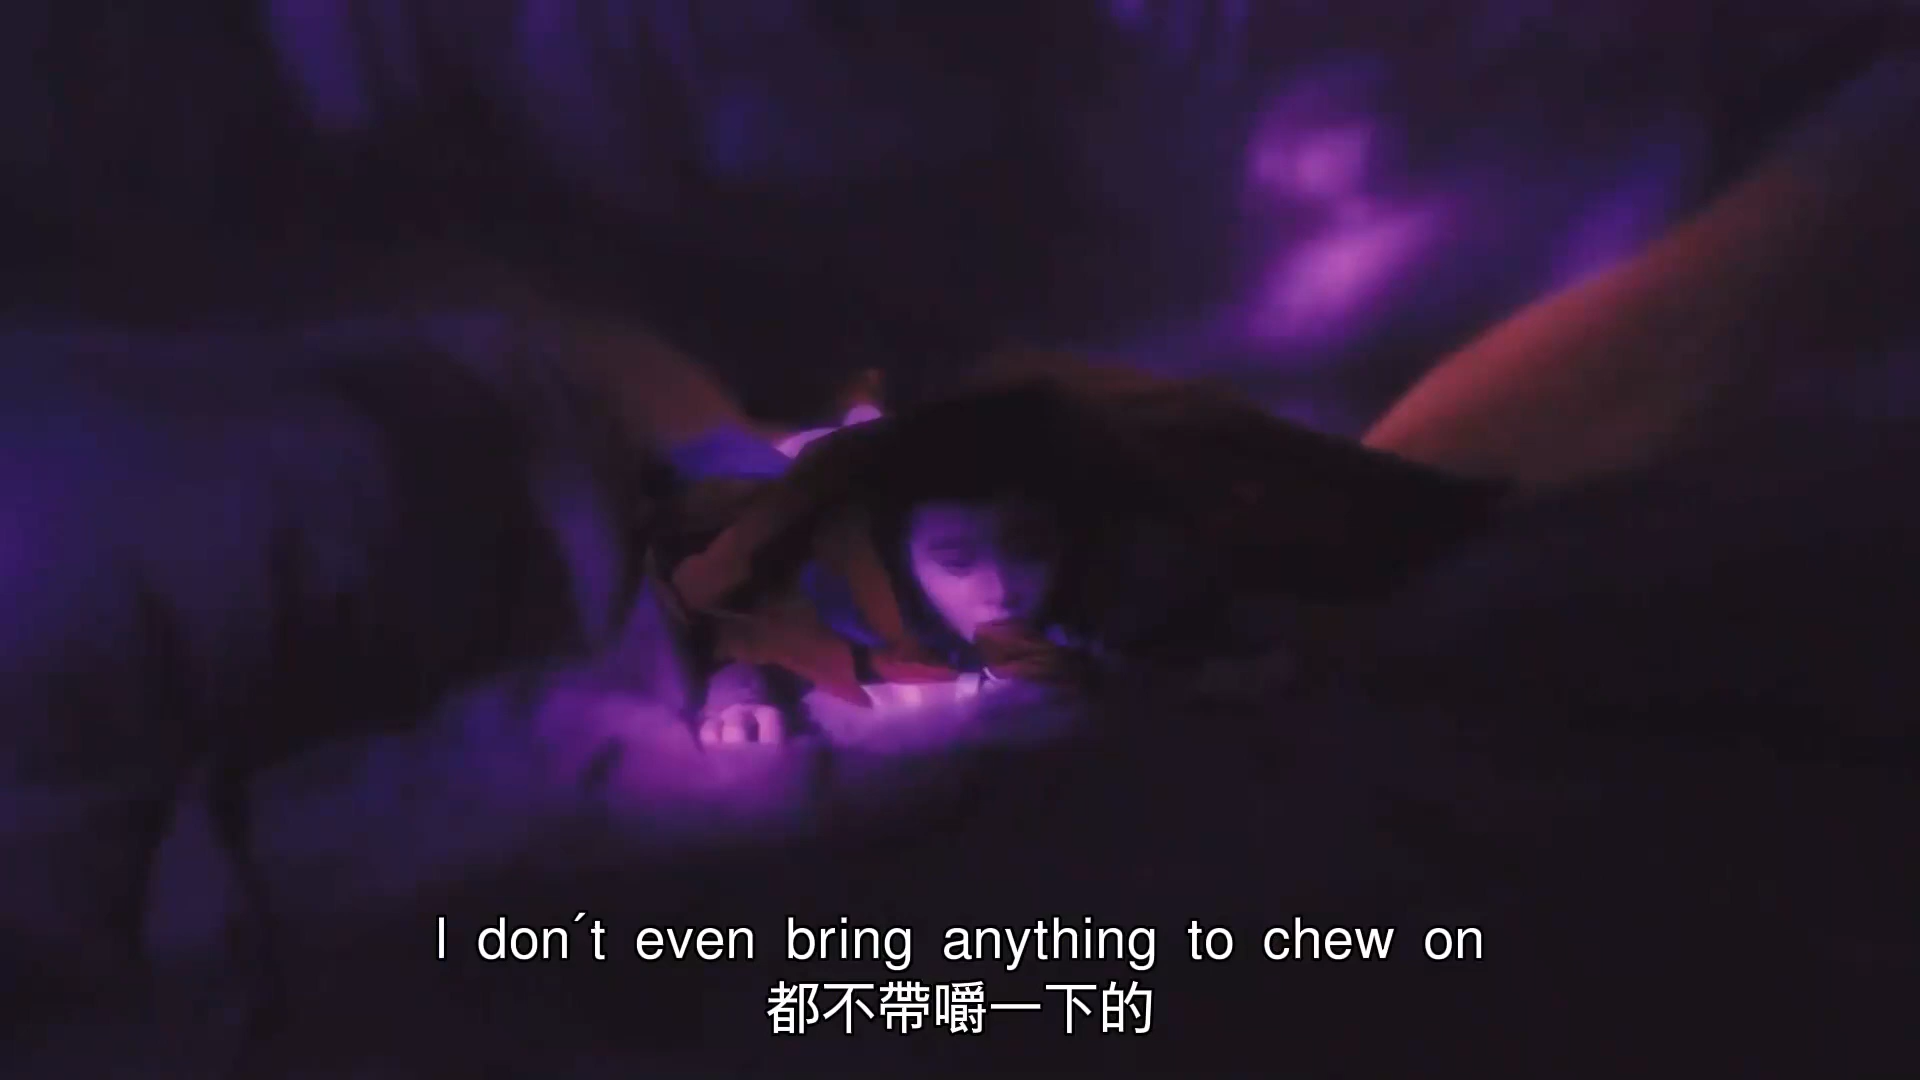 I don´t even bring anything to chew on
都不帶嚼一下的